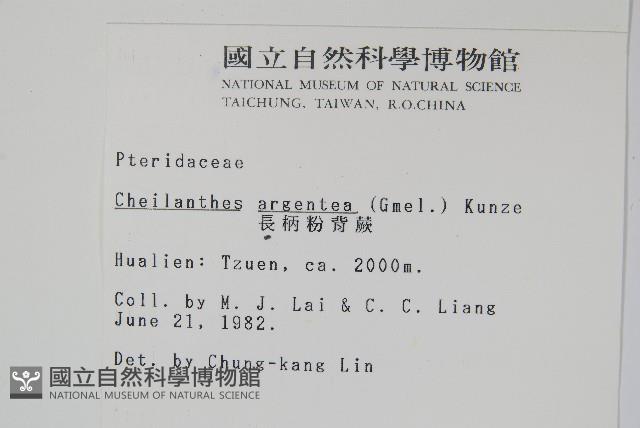 國立自然科學博物館
NATIONAL MUSEUM OF NATURAL SCIENCE
TAICHUNG, TAIWAN, R.O.CHINA
Pteridaceae
Cheilanthes argentea (Gmel.) Kunze
長柄粉背蕨
Hualien: Tzuen, ca. 2000m.
Coll. by M. J. Lai & C. C. Liang
June 21, 1982.
Det. by Chung-kang Lin
國立自然科學博物館
NATIONAL MUSEUM OF NATURAL SCIENCE